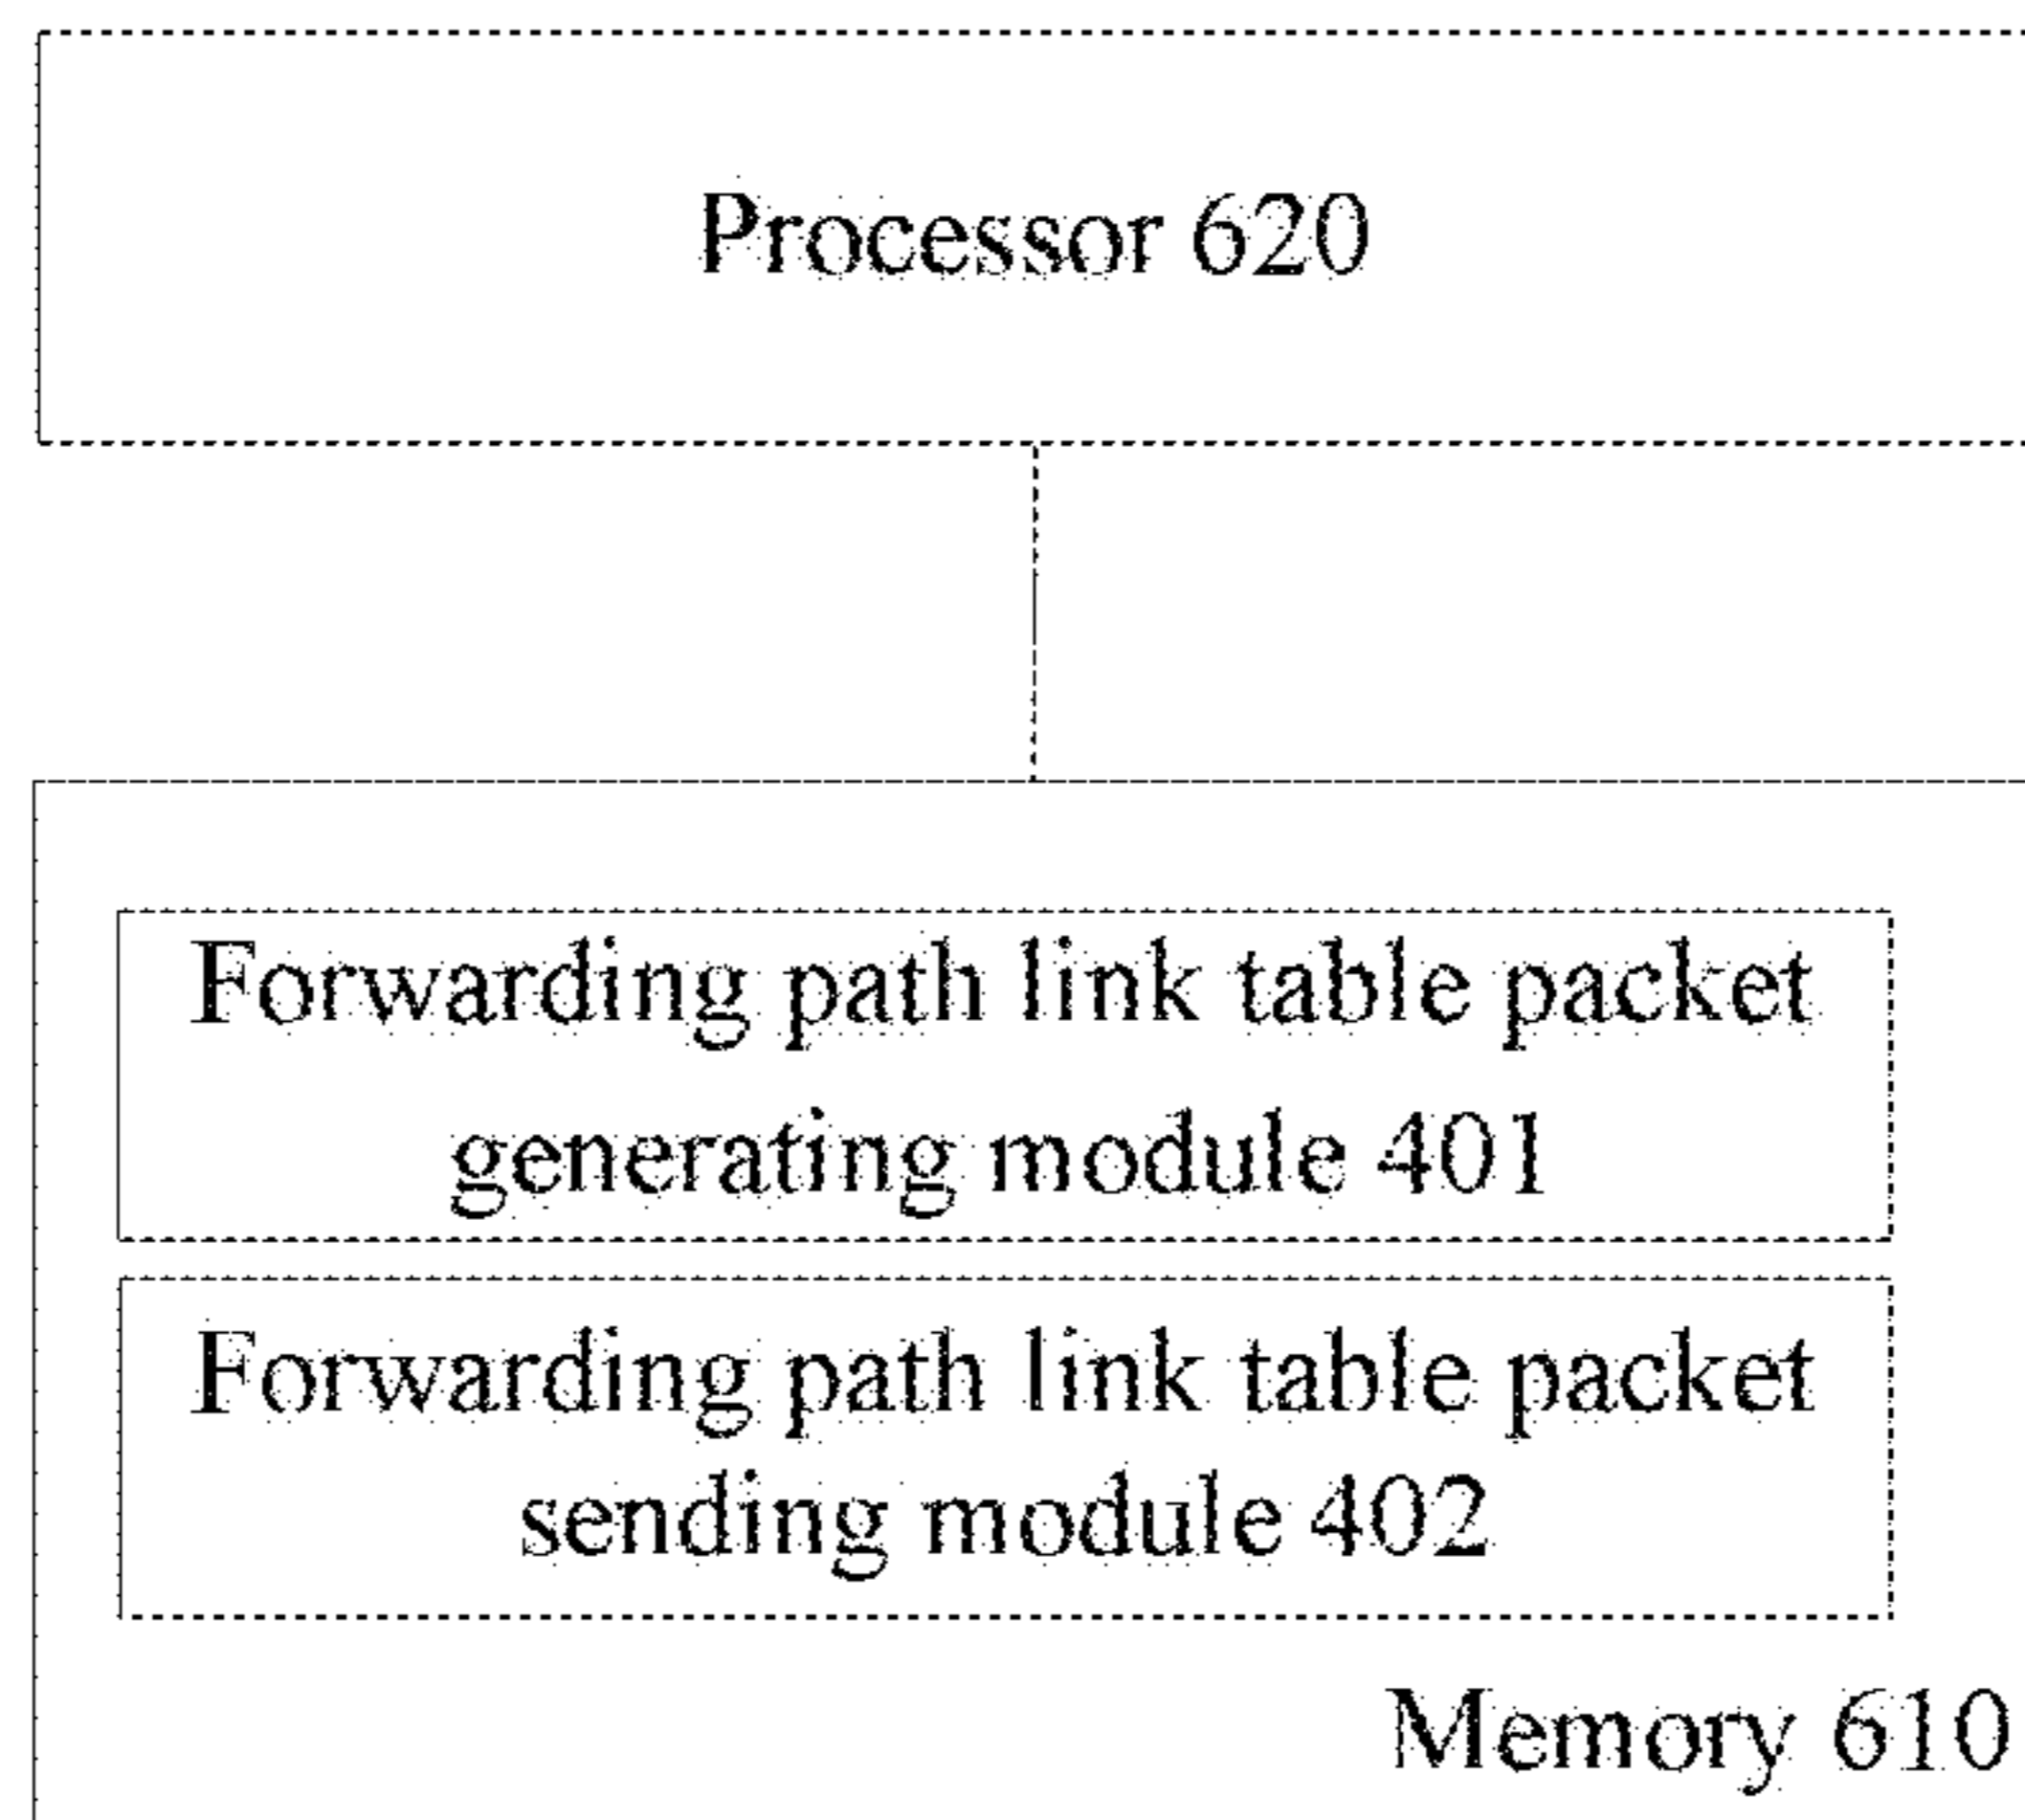 Processor 620
Forwarding path link table packet
generating module 401
Forwarding path link table packet
sending module 402
Memory 610